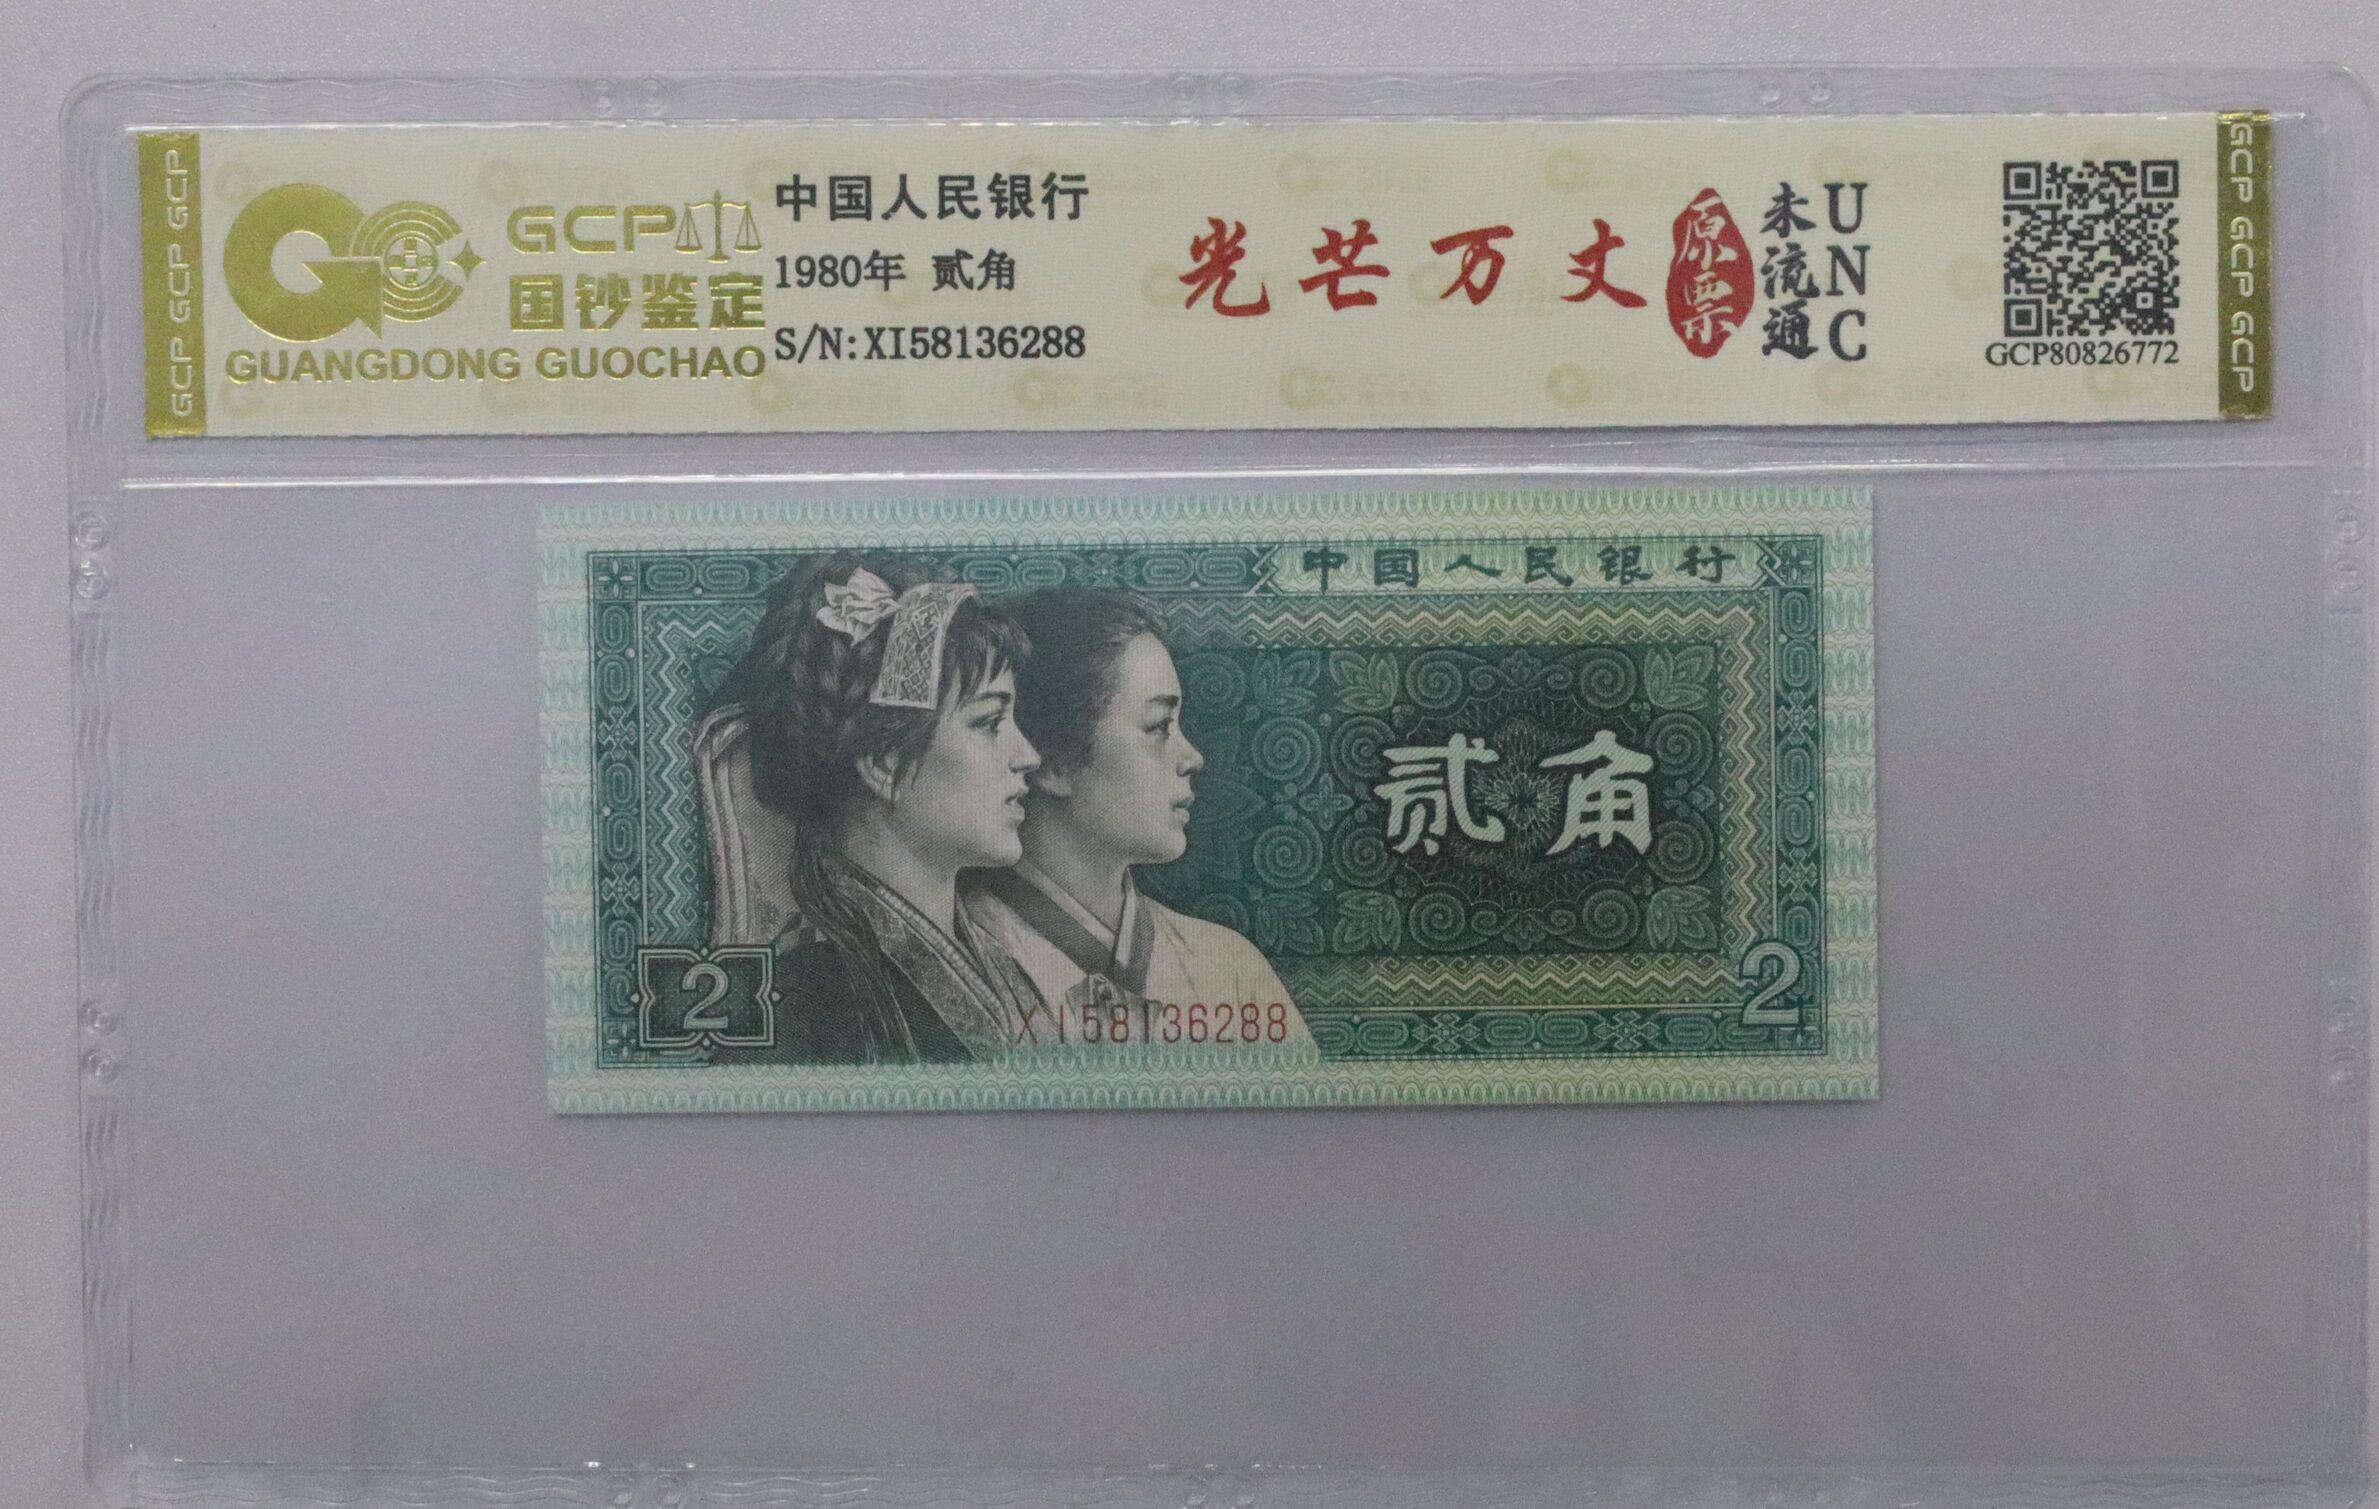 GCP GCP GCP
GCP
国钞鉴定
GUANGDONG GUOCHAO
中国人民银行
1980年 贰角
S/N:XI58136288
光芒万丈
原票
未流通
UNC
GCP80826772
GCP GCP GCP
中国人民银行
贰角
2
XI58136288
2